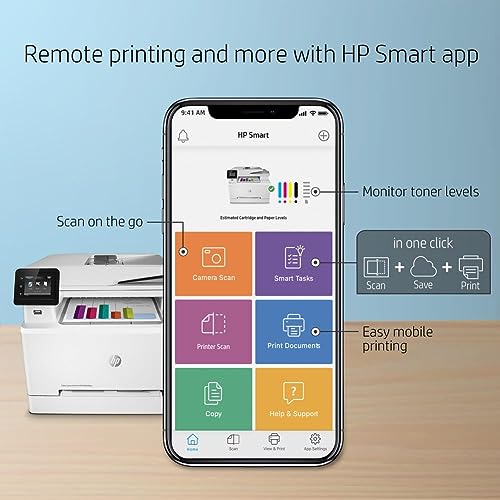 Remote printing and more with HP Smart app
9:41 AM
HP Smart
Monitor toner levels
Estimated Cartridge and Paper Levels
Scan on the go
in one click
Scan + Save + Print
Camera Scan
Smart Tasks
Easy mobile
printing
Printer Scan
Print Documents
Copy
Help & Support
?
hp
Home
Scan
View & Print
App Settings